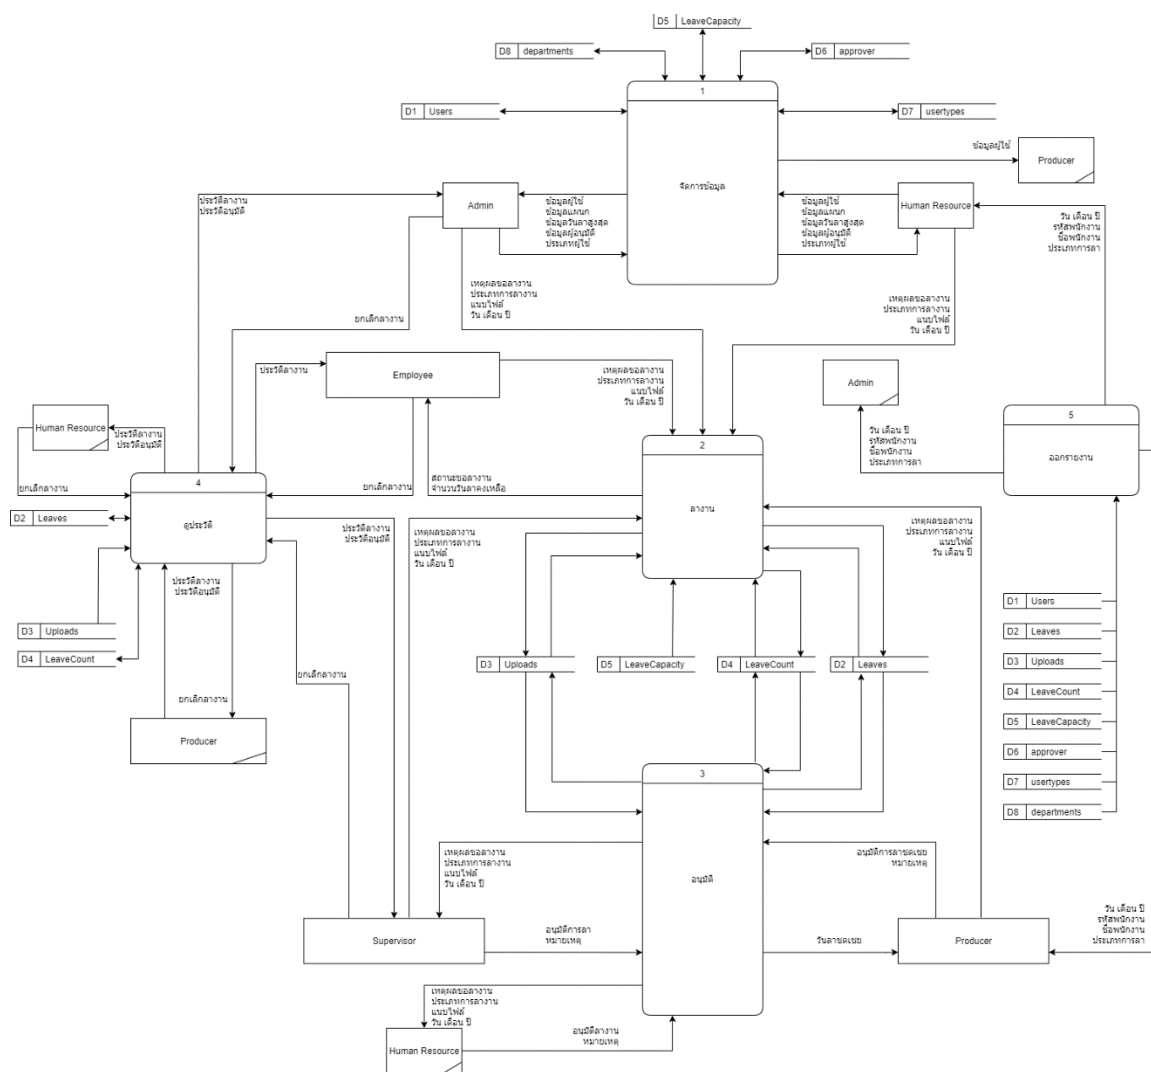 D5 LeaveCapacity
D8 departments
D6 approver
1
D1 Users
D7 usertypes
จัดการข้อมูล
ข้อมูลผู้ใช้
Producer
ประวัติลางาน
ประวัติอนุมัติ
Admin
ข้อมูลผู้ใช้
ข้อมูลแผนก
ข้อมูลวันลาสูงสุด
ข้อมูลผู้อนุมัติ
ประเภทผู้ใช้
ข้อมูลผู้ใช้
ข้อมูลแผนก
ข้อมูลวันลาสูงสุด
ข้อมูลผู้อนุมัติ
ประเภทผู้ใช้
Human Resource
วัน เดือน ปี
รหัสพนักงาน
ชื่อพนักงาน
ประเภทการลา
เหตุผลขอลางาน
ประเภทการลางาน
แนบไฟล์
วัน เดือน ปี
เหตุผลขอลางาน
ประเภทการลางาน
แนบไฟล์
วัน เดือน ปี
ยกเลิกลางาน
ประวัติลางาน
Employee
เหตุผลขอลางาน
ประเภทการลางาน
แนบไฟล์
วัน เดือน ปี
Admin
5
ออกรายงาน
วัน เดือน ปี
รหัสพนักงาน
ชื่อพนักงาน
ประเภทการลา
Human Resource
ประวัติลางาน
ประวัติอนุมัติ
ยกเลิกลางาน
4
ดูประวัติ
ยกเลิกลางาน
สถานะขอลางาน
จำนวนวันลาคงเหลือ
2
ลางาน
D2 Leaves
ประวัติลางาน
ประวัติอนุมัติ
เหตุผลขอลางาน
ประเภทการลางาน
แนบไฟล์
วัน เดือน ปี
เหตุผลขอลางาน
ประเภทการลางาน
แนบไฟล์
วัน เดือน ปี
ประวัติลางาน
ประวัติอนุมัติ
D3 Uploads
D4 LeaveCount
ยกเลิกลางาน
ยกเลิกลางาน
Producer
D3 Uploads
D5 LeaveCapacity
D4 LeaveCount
D2 Leaves
D1 Users
D2 Leaves
D3 Uploads
D4 LeaveCount
D5 LeaveCapacity
D6 approver
D7 usertypes
D8 departments
3
อนุมัติ
เหตุผลขอลางาน
ประเภทการลางาน
แนบไฟล์
วัน เดือน ปี
อนุมัติการลาชดเชย
หมายเหตุ
Supervisor
อนุมัติการลา
หมายเหตุ
วันลาชดเชย
Producer
วัน เดือน ปี
รหัสพนักงาน
ชื่อพนักงาน
ประเภทการลา
เหตุผลขอลางาน
ประเภทการลางาน
แนบไฟล์
วัน เดือน ปี
Human Resource
อนุมัติลางาน
หมายเหตุ